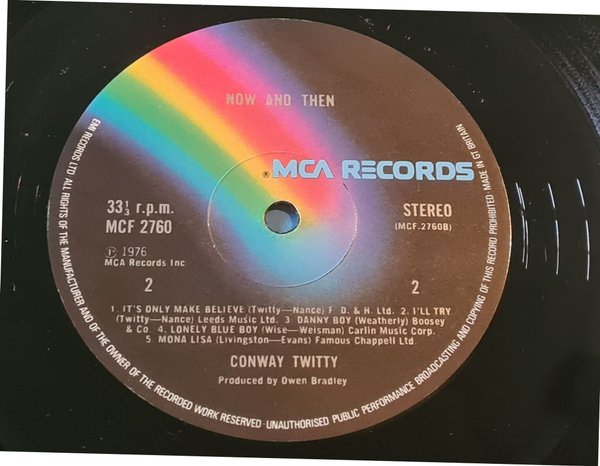 NOW AND THEN
® MCA RECORDS
33⅓ r.p.m.
MCF 2760
STEREO
(MCF.2760B)
℗ 1976
MCA Records Inc
2
2
1. IT'S ONLY MAKE BELIEVE (Twitty—Nance) F. D. & H. Ltd. 2. I'LL TRY
(Twitty—Nance) Leeds Music Ltd. 3 DANNY BOY (Weatherly) Boosey
& Co 4. LONELY BLUE BOY (Wise—Weisman) Carlin Music Corp.
5 MONA LISA (Livingston—Evans) Famous Chappell Ltd.
CONWAY TWITTY
Produced by Owen Bradley
EMI RECORDS LTD ALL RIGHTS OF THE MANUFACTURER AND OF THE OWNER OF THE RECORDED WORK RESERVED · UNAUTHORISED PUBLIC PERFORMANCE BROADCASTING AND COPYING OF THIS RECORD PROHIBITED · MADE IN GT BRITAIN